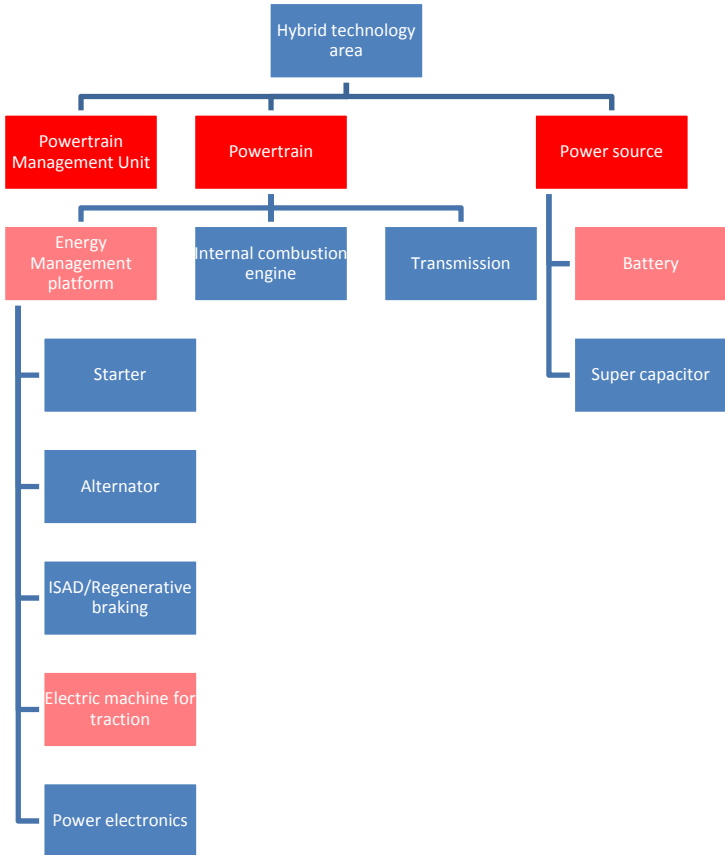 Hybrid technology
area
Powertrain
Management Unit
Powertrain
Power source
Energy
Management
platform
Internal combustion
engine
Transmission
Battery
Starter
Super capacitor
Alternator
ISAD/Regenerative
braking
Electric machine for
traction
Power electronics